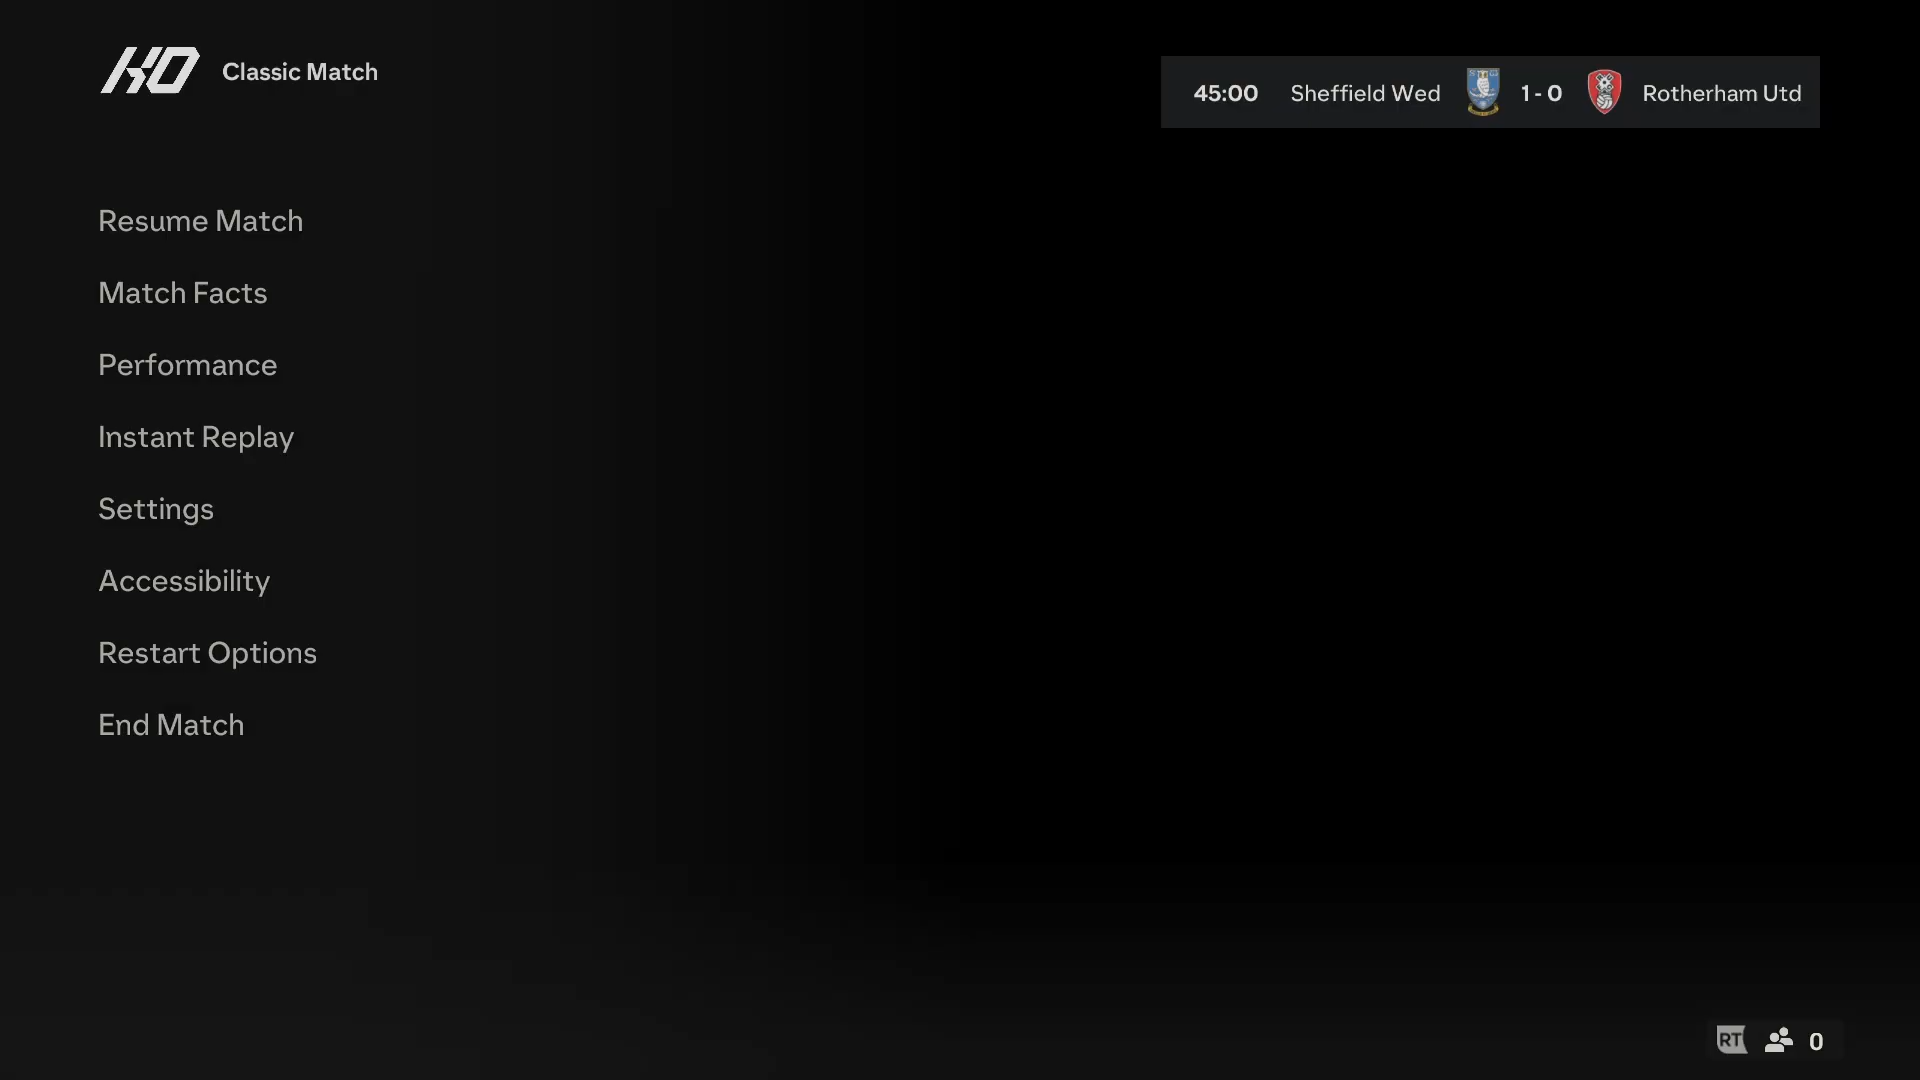 KO Classic Match
45:00 Sheffield Wed 1 - 0 Rotherham Utd
Resume Match
Match Facts
Performance
Instant Replay
Settings
Accessibility
Restart Options
End Match
RT 0